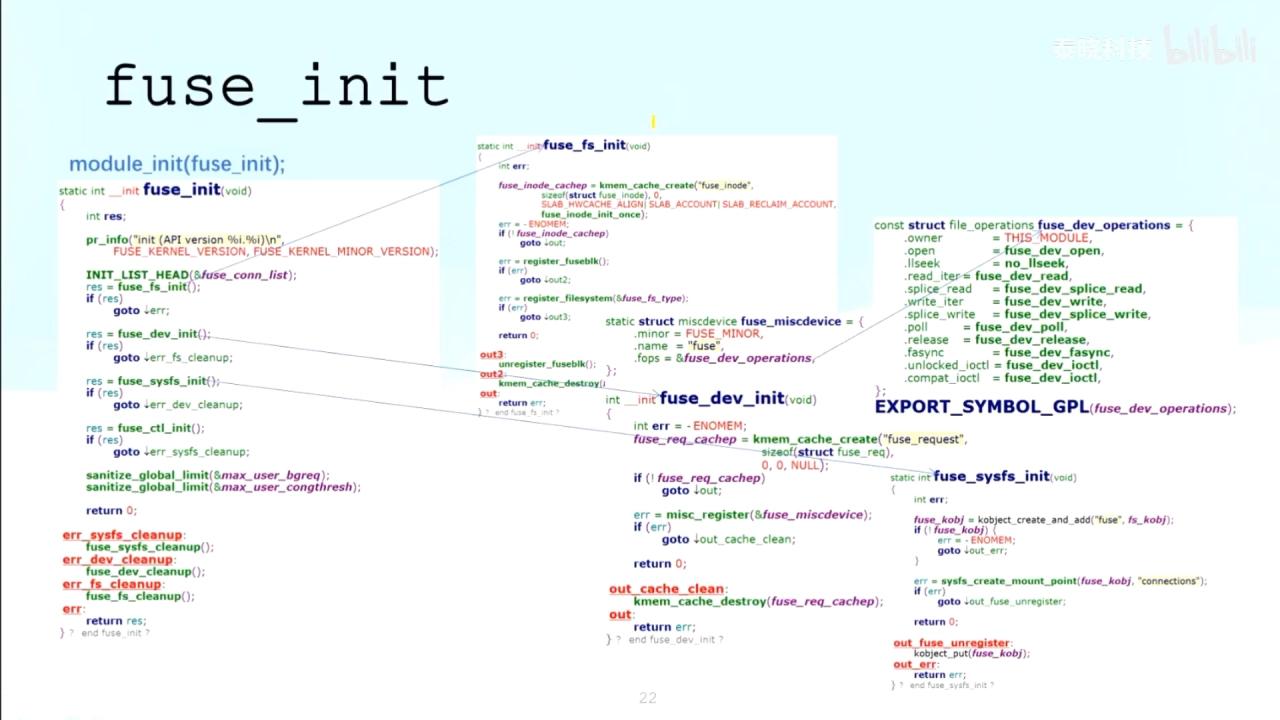 泰晓科技 bilibili
fuse_init
module_init(fuse_init);
static int __init fuse_init(void)
{
int res;
pr_info("init (API version %i.%i)\n",
FUSE_KERNEL_VERSION, FUSE_KERNEL_MINOR_VERSION);
INIT_LIST_HEAD(&fuse_conn_list);
res = fuse_fs_init();
if (res)
goto ↓err;
res = fuse_dev_init();
if (res)
goto ↓err_fs_cleanup;
res = fuse_sysfs_init();
if (res)
goto ↓err_dev_cleanup;
res = fuse_ctl_init();
if (res)
goto ↓err_sysfs_cleanup;
sanitize_global_limit(&max_user_bgreq);
sanitize_global_limit(&max_user_congthresh);
return 0;
err_sysfs_cleanup:
fuse_sysfs_cleanup();
err_dev_cleanup:
fuse_dev_cleanup();
err_fs_cleanup:
fuse_fs_cleanup();
err:
return res;
} ? end fuse_init ?
static int __init fuse_fs_init(void)
{
int err;
fuse_inode_cachep = kmem_cache_create("fuse_inode",
sizeof(struct fuse_inode), 0,
SLAB_HWCACHE_ALIGN| SLAB_ACCOUNT| SLAB_RECLAIM_ACCOUNT,
fuse_inode_init_once);
err = - ENOMEM;
if (! fuse_inode_cachep)
goto ↓out;
err = register_fuseblk();
if (err)
goto ↓out2;
err = register_filesystem(&fuse_fs_type);
if (err)
goto ↓out3;
return 0;
out3:
unregister_fuseblk();
out2:
kmem_cache_destroy(
out:
return err;
} ? end fuse_fs_init ?
static struct miscdevice fuse_miscdevice = {
.minor = FUSE_MINOR,
.name = "fuse",
.fops = &fuse_dev_operations,
};
int __init fuse_dev_init(void)
{
int err = - ENOMEM;
fuse_req_cachep = kmem_cache_create("fuse_request",
sizeof(struct fuse_req),
0, 0, NULL);
if (! fuse_req_cachep)
goto ↓out;
err = misc_register(&fuse_miscdevice);
if (err)
goto ↓out_cache_clean;
return 0;
out_cache_clean:
kmem_cache_destroy(fuse_req_cachep);
out:
return err;
} ? end fuse_dev_init ?
const struct file_operations fuse_dev_operations = {
.owner = THIS_MODULE,
.open = fuse_dev_open,
.llseek = no_llseek,
.read_iter = fuse_dev_read,
.splice_read = fuse_dev_splice_read,
.write_iter = fuse_dev_write,
.splice_write = fuse_dev_splice_write,
.poll = fuse_dev_poll,
.release = fuse_dev_release,
.fasync = fuse_dev_fasync,
.unlocked_ioctl = fuse_dev_ioctl,
.compat_ioctl = fuse_dev_ioctl,
};
EXPORT_SYMBOL_GPL(fuse_dev_operations);
static int fuse_sysfs_init(void)
{
int err;
fuse_kobj = kobject_create_and_add("fuse", fs_kobj);
if (! fuse_kobj) {
err = - ENOMEM;
goto ↓out_err;
}
err = sysfs_create_mount_point(fuse_kobj, "connections");
if (err)
goto ↓out_fuse_unregister;
return 0;
out_fuse_unregister:
kobject_put(fuse_kobj);
out_err:
return err;
} ? end fuse_sysfs_init ?
22